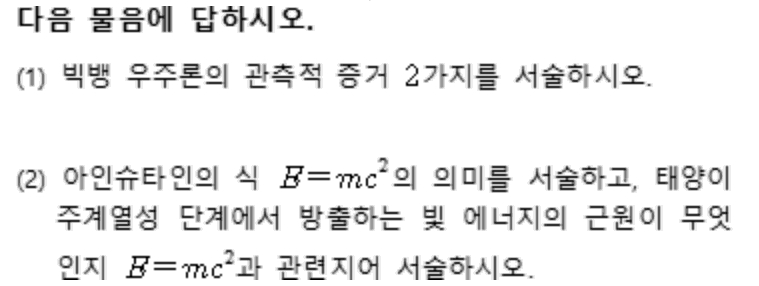 다음 물음에 답하시오.
(1) 빅뱅 우주론의 관측적 증거 2가지를 서술하시오.
(2) 아인슈타인의 식 E=mc²의 의미를 서술하고, 태양이
주계열성 단계에서 방출하는 빛 에너지의 근원이 무엇
인지 E=mc²과 관련지어 서술하시오.